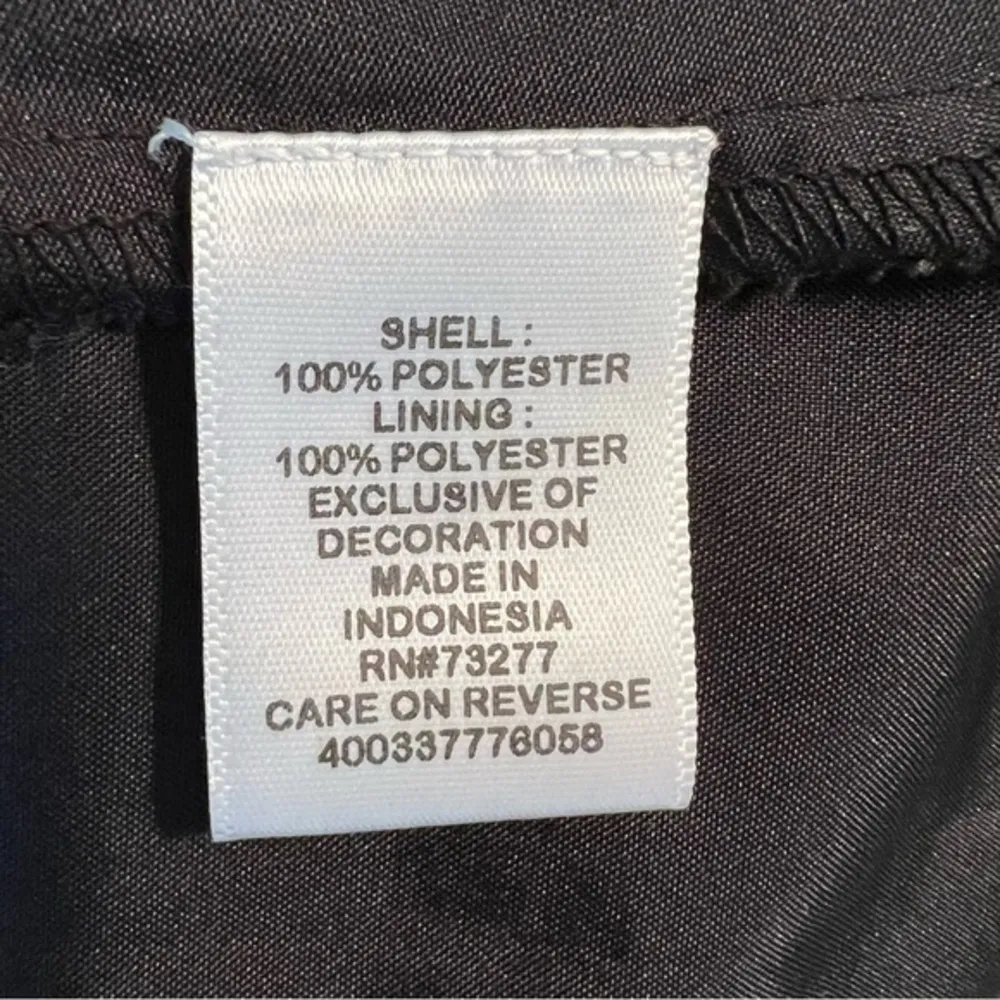 SHELL :
100% POLYESTER
LINING :
100% POLYESTER
EXCLUSIVE OF
DECORATION
MADE IN
INDONESIA
RN#73277
CARE ON REVERSE
400337776058